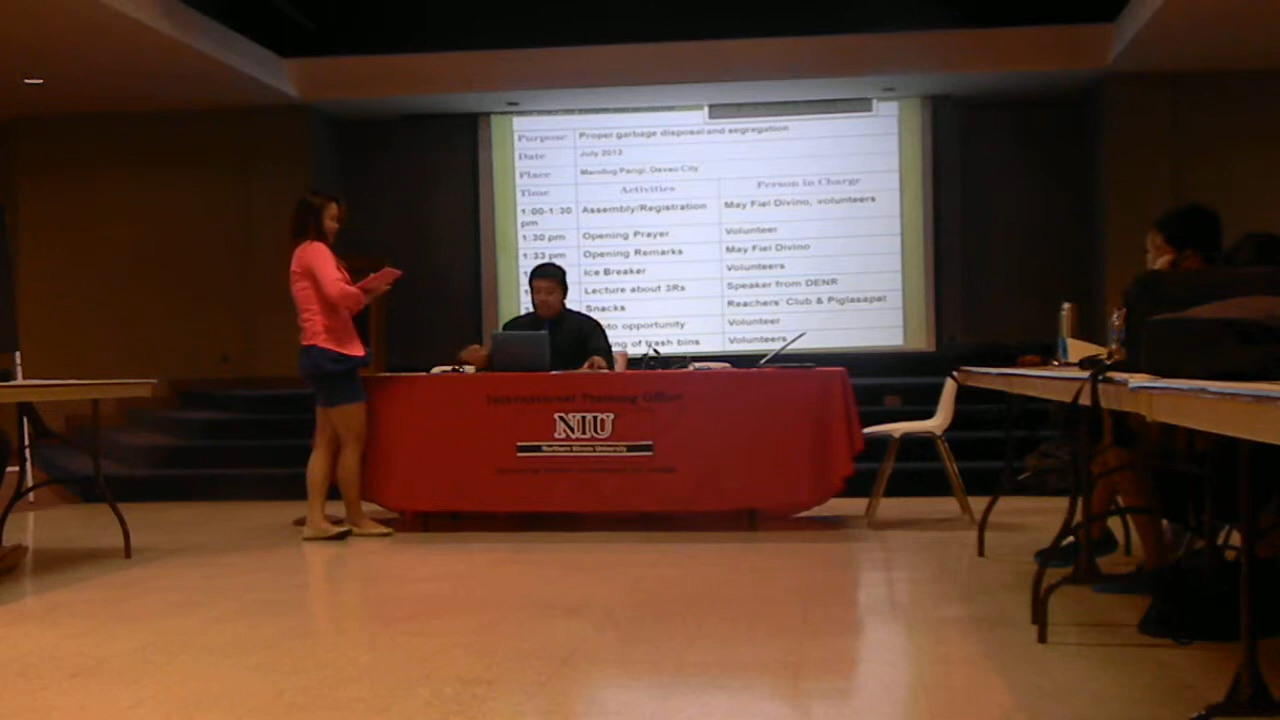 Purpose Proper garbage disposal and segregation
Date July 2013
Place Davao City
Time Activities Person in Charge
1:00-1:30 pm Assembly/Registration May Fiel Divino, volunteers
1:30 pm Opening Prayer Volunteer
1:33 pm Opening Remarks May Fiel Divino
Ice Breaker Volunteers
Lecture about 3Rs Speaker from DENR
Snacks Reachers' Club & Piglasapat
opportunity Volunteer
of trash bins Volunteers
International Training Office
NIU
Northern Illinois University